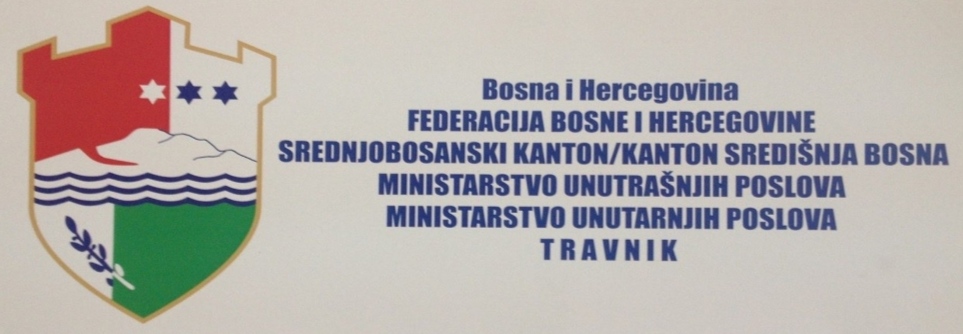 Bosna i Hercegovina
FEDERACIJA BOSNE I HERCEGOVINE
SREDNJOBOSANSKI KANTON/KANTON SREDIŠNJA BOSNA
MINISTARSTVO UNUTRAŠNJIH POSLOVA
MINISTARSTVO UNUTARNJIH POSLOVA
TRAVNIK